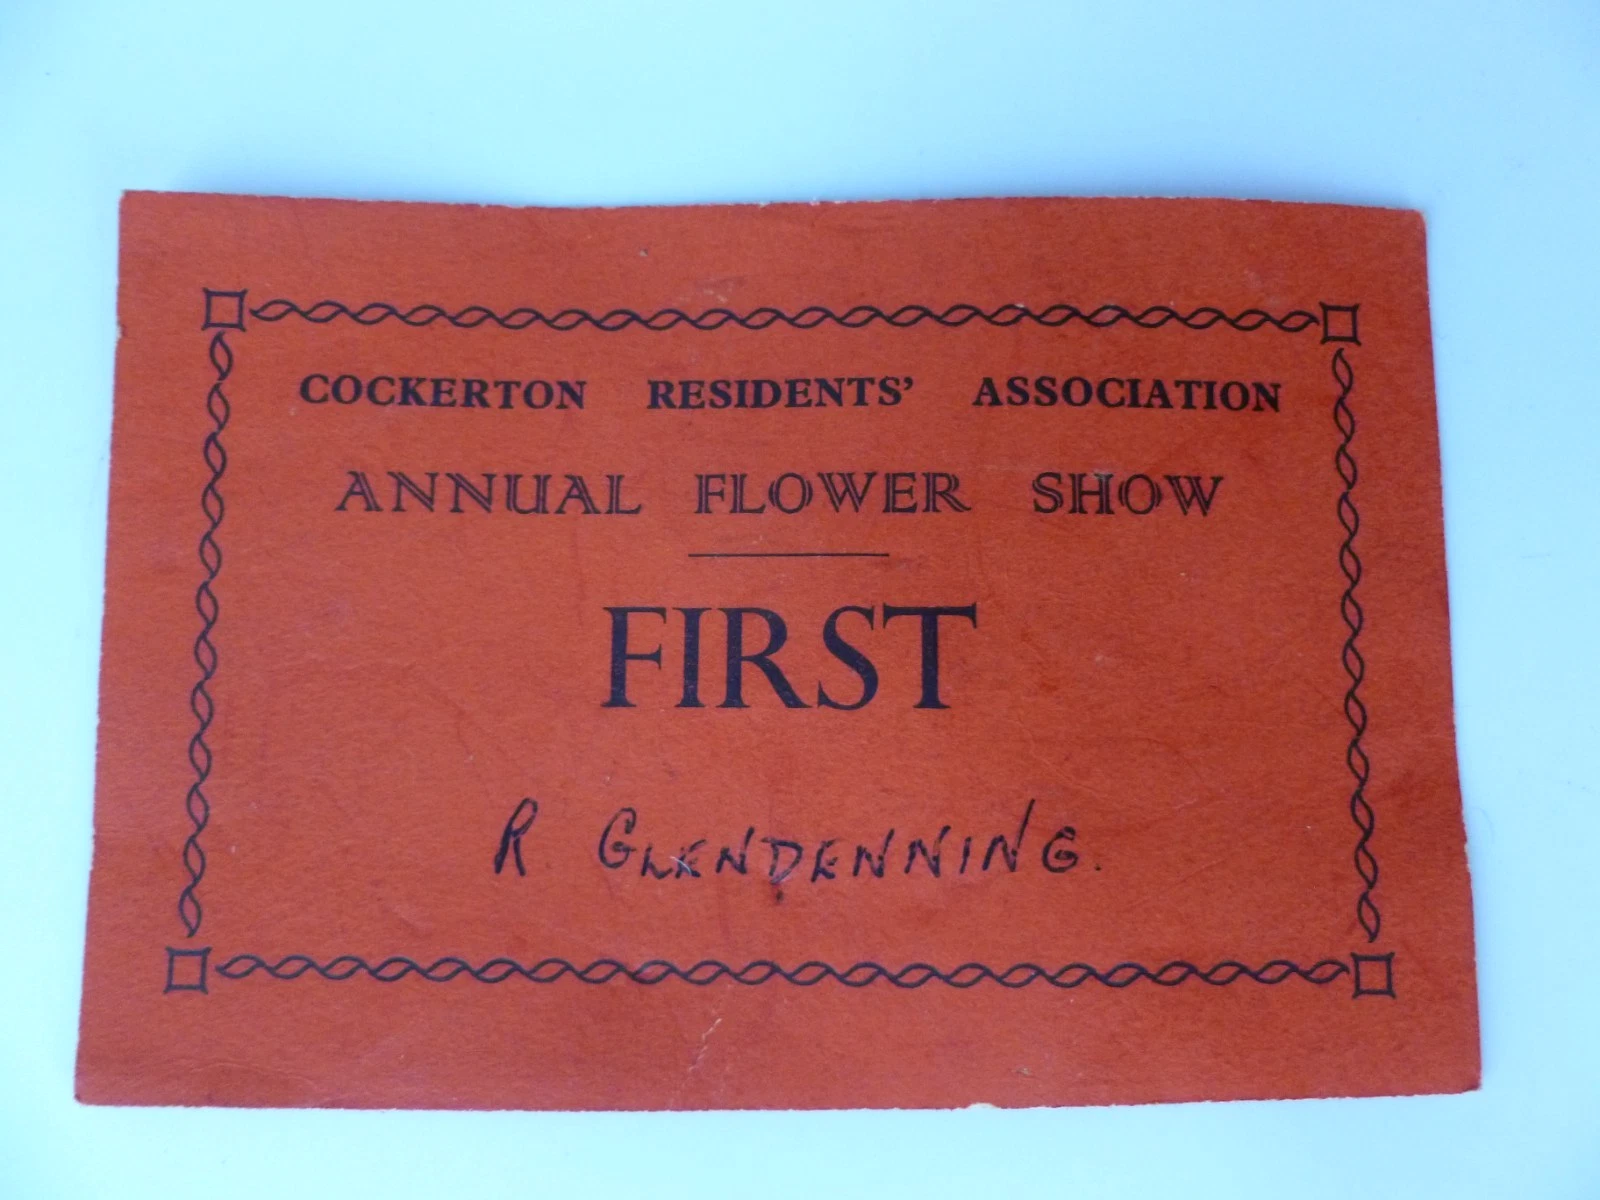 COCKERTON RESIDENTS' ASSOCIATION
ANNUAL FLOWER SHOW
FIRST
R. GLENDENNING.